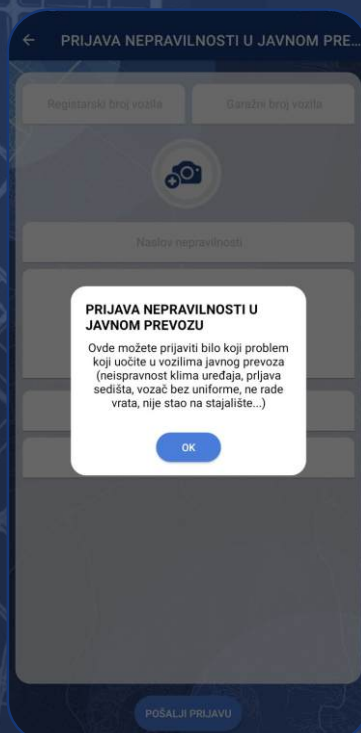 PRIJAVA NEPRAVILNOSTI U JAVNOM PRE...
Registarski broj vozila
Garažni broj vozila
Naslov nepravilnosti
PRIJAVA NEPRAVILNOSTI U
JAVNOM PREVOZU
Ovde možete prijaviti bilo koji problem
koji uočite u vozilima javnog prevoza
(neispravnost klima uređaja, prljava
sedišta, vozač bez uniforme, ne rade
vrata, nije stao na stajalište...)
OK
POŠALJI PRIJAVU